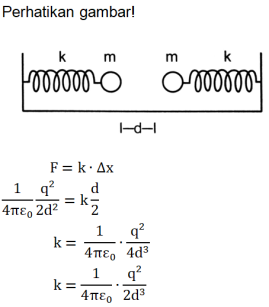 Perhatikan gambar!
k m m k
l–d–l
F = k · Δx
1/4πε₀ q²/2d² = k d/2
k = 1/4πε₀ · q²/4d³
k = 1/4πε₀ · q²/2d³